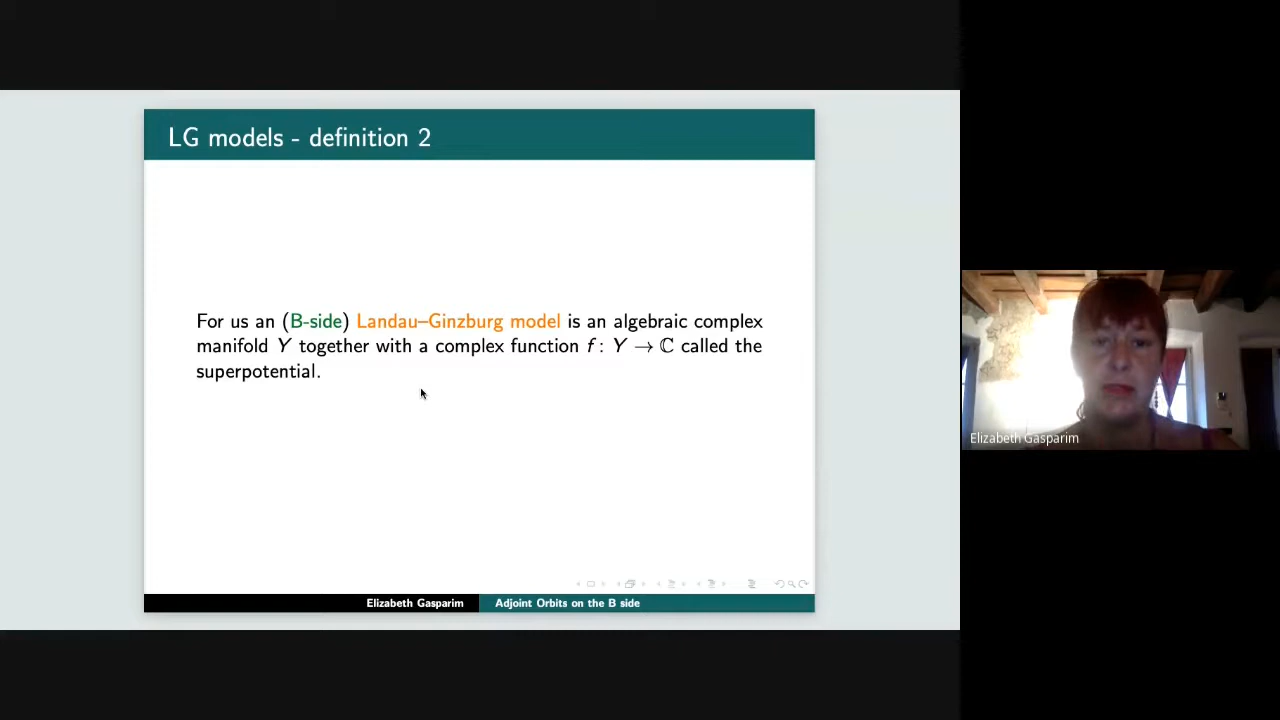 LG models - definition 2
For us an (B-side) Landau–Ginzburg model is an algebraic complex
manifold Y together with a complex function f : Y → ℂ called the
superpotential.
Elizabeth Gasparim
Adjoint Orbits on the B side
Elizabeth Gasparim